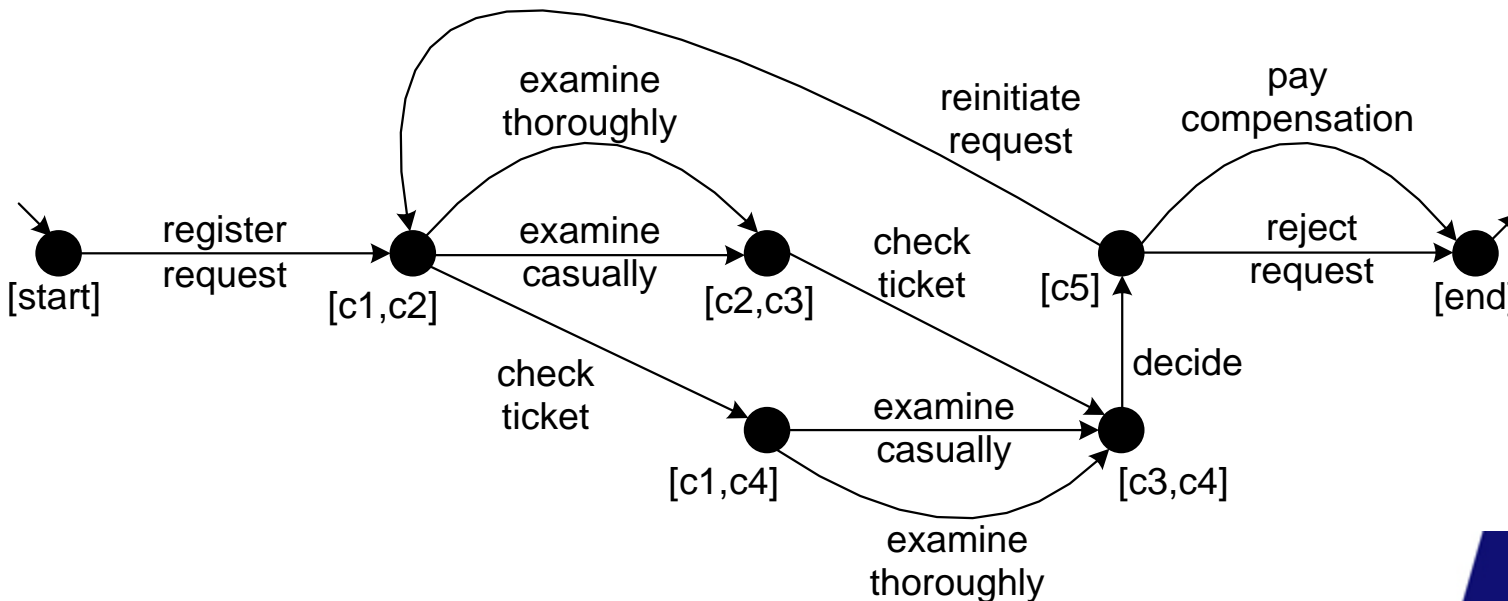 examine
thoroughly
reinitiate
request
pay
compensation
register
request
examine
casually
check
ticket
reject
request
[start]
[c1,c2]
[c2,c3]
[c5]
[end]
check
ticket
decide
examine
casually
[c1,c4]
[c3,c4]
examine
thoroughly